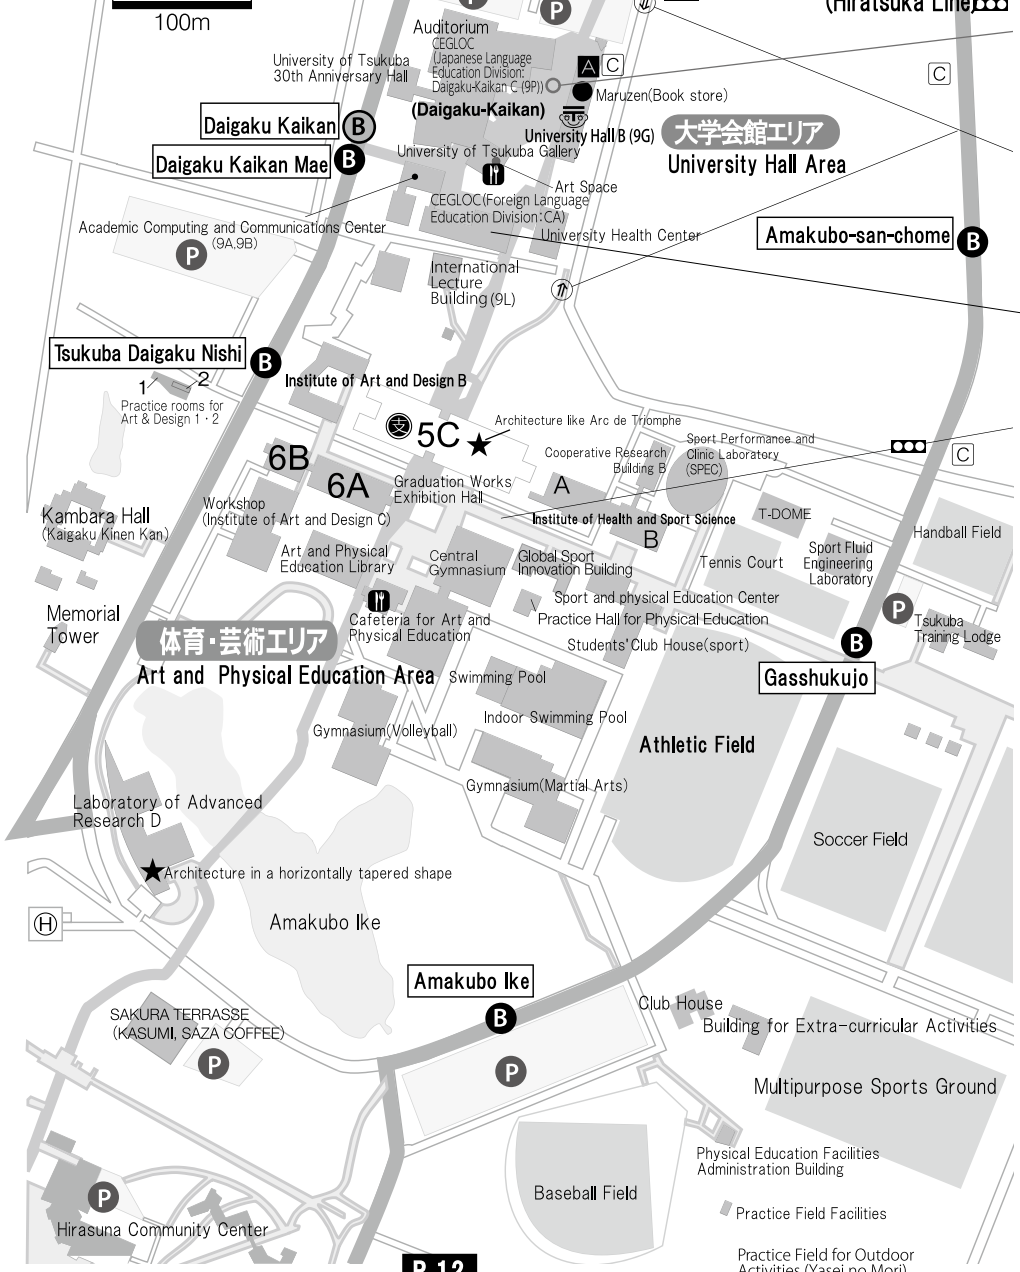 (Hiratsuka Line)
100m
P
P
Auditorium
CEGLOC
(Japanese Language
Education Division:
Daigaku-Kaikan C (9P))
University of Tsukuba
30th Anniversary Hall
A
C
C
Maruzen(Book store)
(Daigaku-Kaikan)
Daigaku Kaikan
B
University Hall B (9G)
大学会館エリア
University Hall Area
Daigaku Kaikan Mae
B
University of Tsukuba Gallery
Art Space
CEGLOC(Foreign Language
Education Division:CA)
Academic Computing and Communications Center
(9A,9B)
P
University Health Center
Amakubo-san-chome
B
International
Lecture
Building(9L)
Tsukuba Daigaku Nishi
B
1
2
Practice rooms for
Art & Design 1・2
Institute of Art and Design B
支
5C
Architecture like Arc de Triomphe
Cooperative Research
Building B
Sport Performance and
Clinic Laboratory
(SPEC)
C
6B
6A
Graduation Works
Exhibition Hall
A
Kambara Hall
(Kaigaku Kinen Kan)
Workshop
(Institute of Art and Design C)
Institute of Health and Sport Science
B
T-DOME
Handball Field
Art and Physical
Education Library
Central
Gymnasium
Global Sport
Innovation Building
Tennis Court
Sport Fluid
Engineering
Laboratory
Memorial
Tower
Cafeteria for Art and
Physical Education
Sport and physical Education Center
Practice Hall for Physical Education
Students' Club House(sport)
P
Tsukuba
Training Lodge
B
Gasshukujo
体育・芸術エリア
Art and Physical Education Area
Swimming Pool
Indoor Swimming Pool
Gymnasium(Volleyball)
Athletic Field
Gymnasium(Martial Arts)
Laboratory of Advanced
Research D
Soccer Field
Architecture in a horizontally tapered shape
H
Amakubo Ike
Amakubo Ike
B
SAKURA TERRASSE
(KASUMI, SAZA COFFEE)
P
P
Club House
Building for Extra-curricular Activities
Multipurpose Sports Ground
Physical Education Facilities
Administration Building
P
Hirasuna Community Center
Baseball Field
Practice Field Facilities
Practice Field for Outdoor
Activities (Yasei no Mori)
P.12